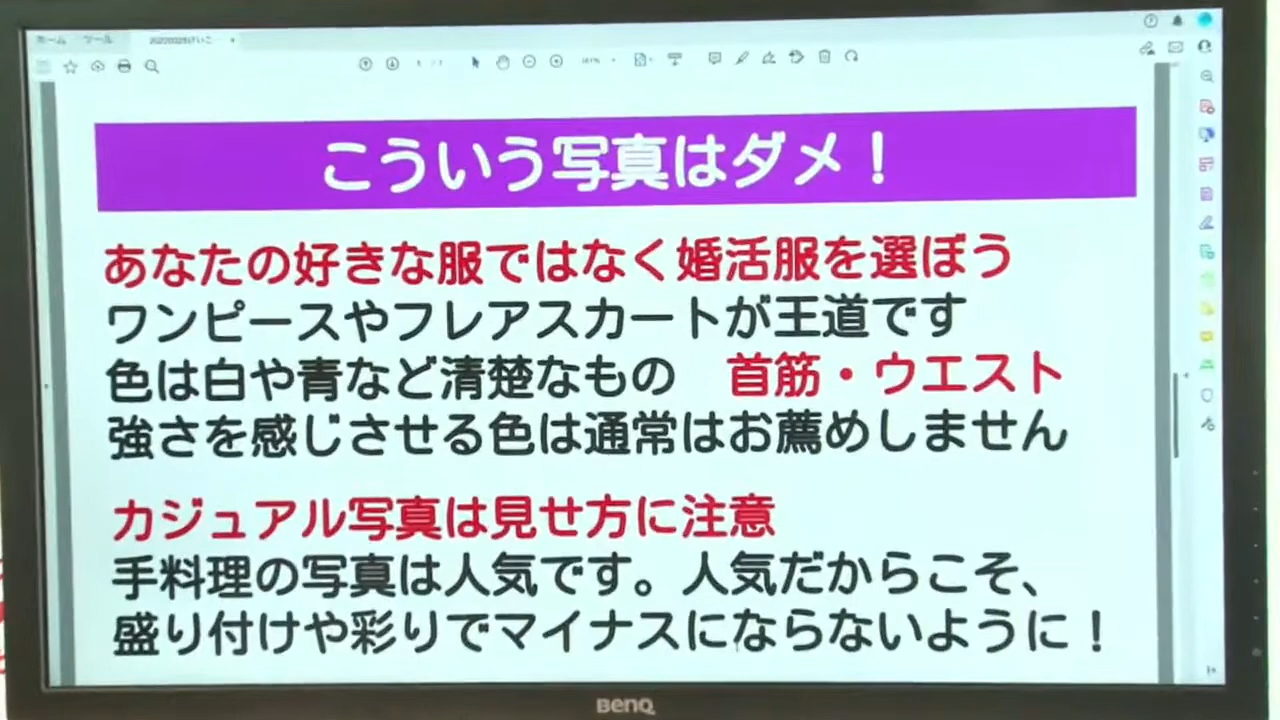 ホーム ツール
こういう写真はダメ！
あなたの好きな服ではなく婚活服を選ぼう
ワンピースやフレアスカートが王道です
色は白や青など清楚なもの 首筋・ウエスト
強さを感じさせる色は通常はお薦めしません
カジュアル写真は見せ方に注意
手料理の写真は人気です。人気だからこそ、
盛り付けや彩りでマイナスにならないように！
BenQ